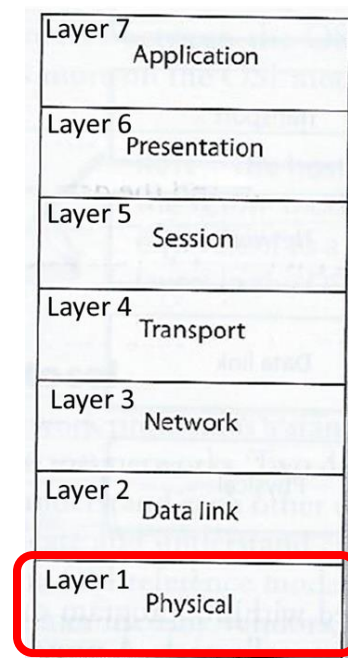 Layer 7
Application
Layer 6
Presentation
Layer 5
Session
Layer 4
Transport
Layer 3
Network
Layer 2
Data link
Layer 1
Physical